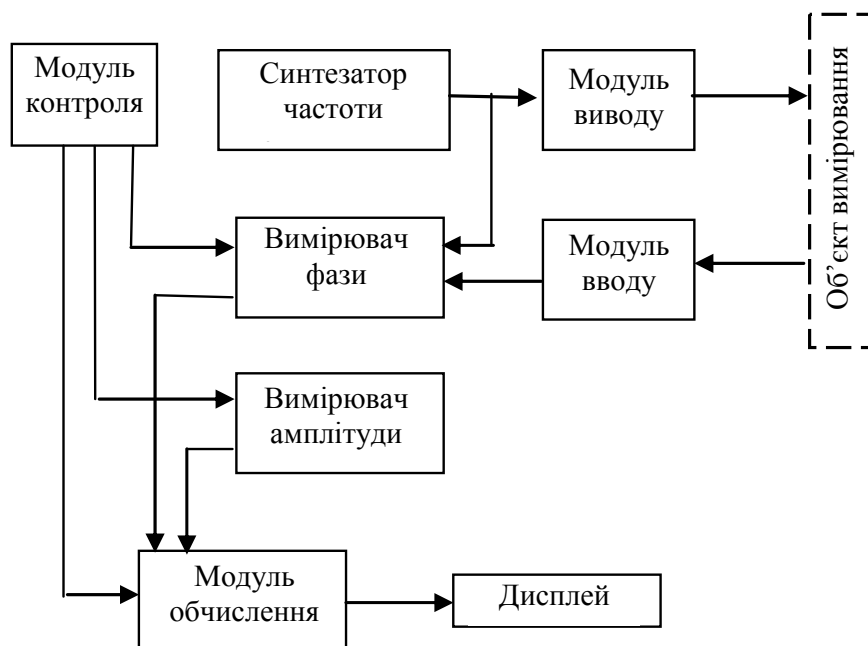 Модуль
контроля
Синтезатор
частоти
Модуль
виводу
Об’єкт вимірювання
Вимірювач
фази
Модуль
вводу
Вимірювач
амплітуди
Модуль
обчислення
Дисплей